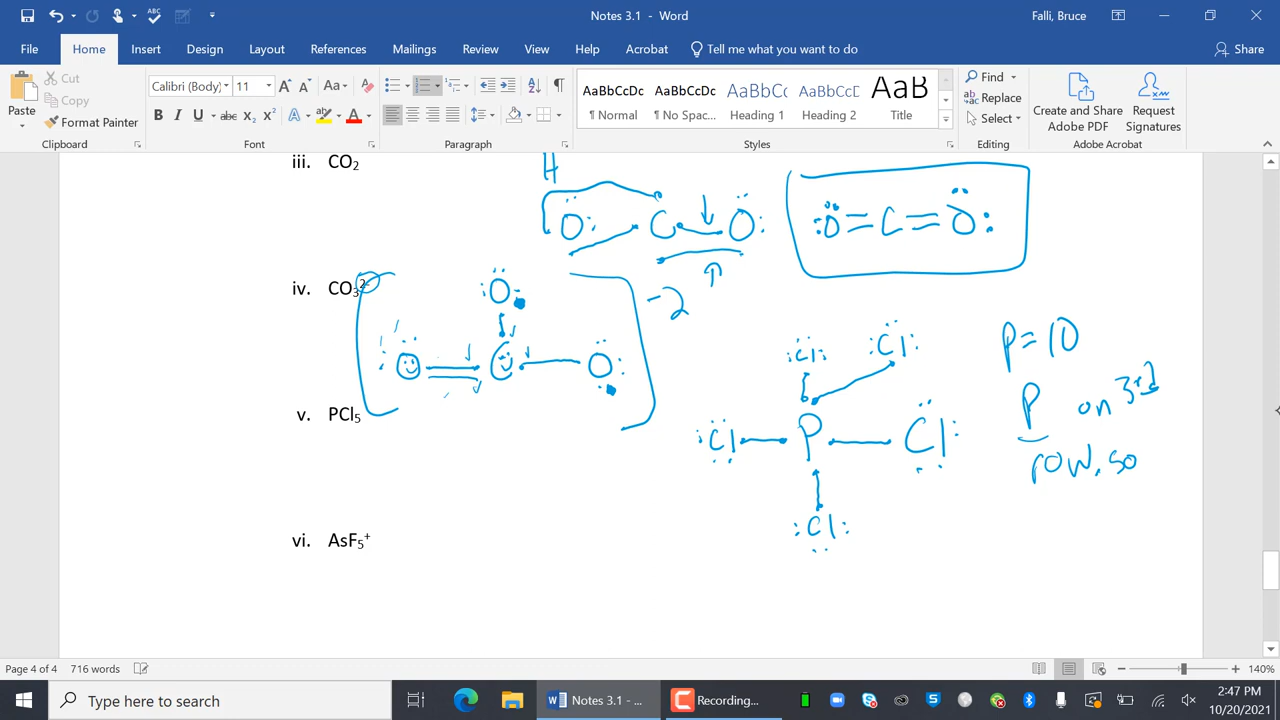 Notes 3.1 - Word
Falli, Bruce
File Home Insert Design Layout References Mailings Review View Help Acrobat Tell me what you want to do Share
Paste
Cut
Copy
Format Painter
Clipboard
Calibri (Body) 11
Font
Paragraph
AaBbCcDc AaBbCcDc AaBbCc AaBbCcD AaB
¶ Normal ¶ No Spac... Heading 1 Heading 2 Title
Styles
Find
Replace
Select
Editing
Create and Share Adobe PDF
Request Signatures
Adobe Acrobat
H
iii. CO2
O C O
O=C=O
iv. CO3 2-
O
O C O
-2
v. PCl5
Cl Cl
Cl P Cl
Cl
P=10
P on 3rd
row, so
vi. AsF5+
Page 4 of 4 716 words
140%
Type here to search
Notes 3.1 - ...
Recording...
2:47 PM
10/20/2021